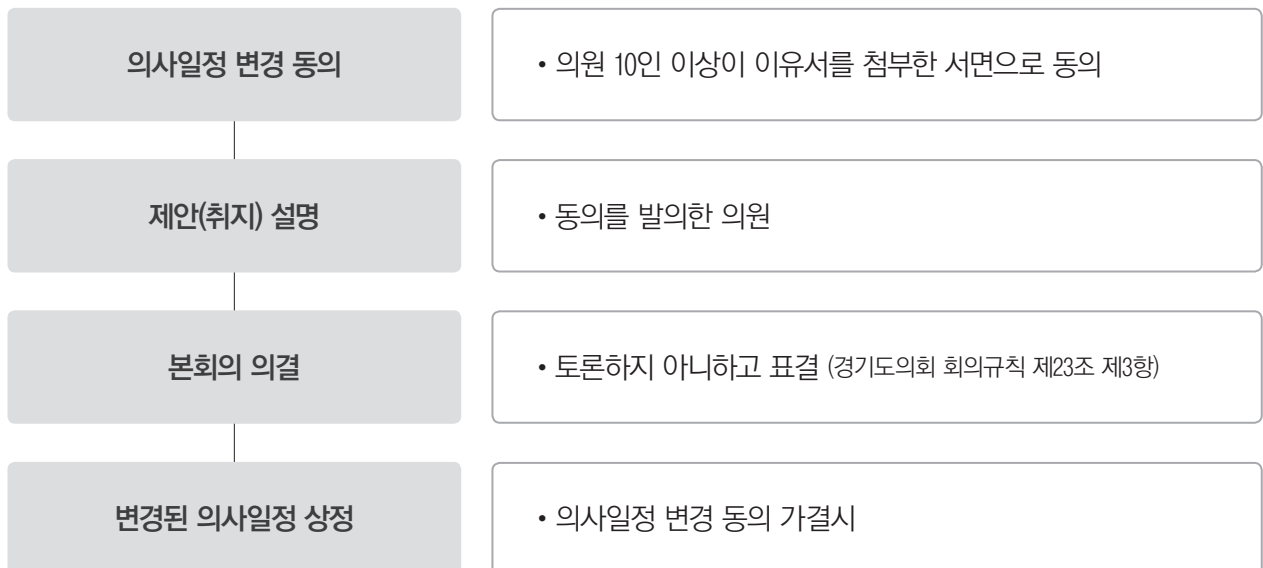 의사일정 변경 동의
• 의원 10인 이상이 이유서를 첨부한 서면으로 동의
제안(취지) 설명
• 동의를 발의한 의원
본회의 의결
• 토론하지 아니하고 표결 (경기도의회 회의규칙 제23조 제3항)
변경된 의사일정 상정
• 의사일정 변경 동의 가결시